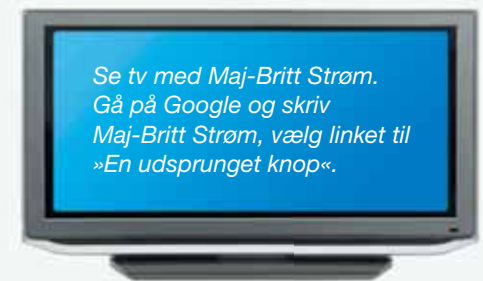 Se tv med Maj-Britt Strøm.
Gå på Google og skriv
Maj-Britt Strøm, vælg linket til
»En udsprunget knop«.